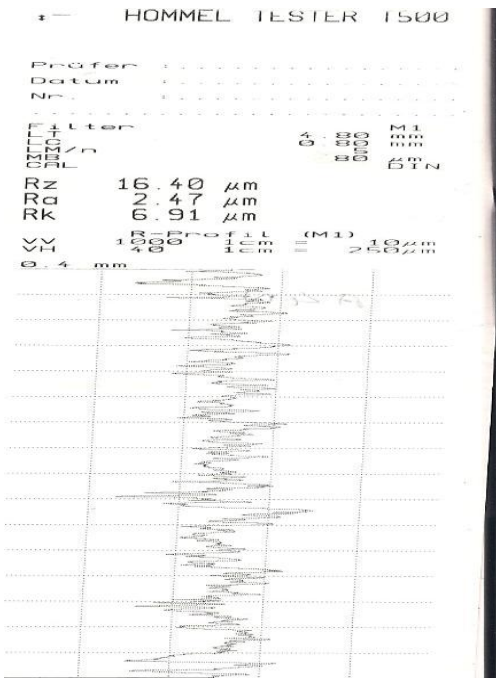 HOMMEL TESTER T500
Prüfer : . . . . . . . . . . . . . .
Datum : . . . . . . . . . . . . . .
Nr. : . . . . . . . . . . . . . .
Filter M1
LT 4.80 mm
LC 0.80 mm
LM/n 5
MB 80 µm
CAL DIN
Rz 16.40 µm
Ra 2.47 µm
Rk 6.91 µm
R-Profil (M1)
VV 1000 1cm = 10µm
VH 40 1cm = 250µm
0.4 mm